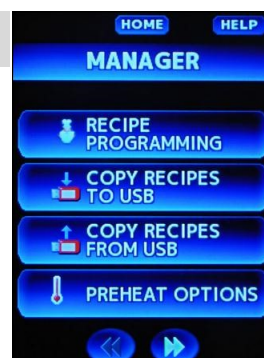 HOME HELP
MANAGER
RECIPE
PROGRAMMING
COPY RECIPES
TO USB
COPY RECIPES
FROM USB
PREHEAT OPTIONS